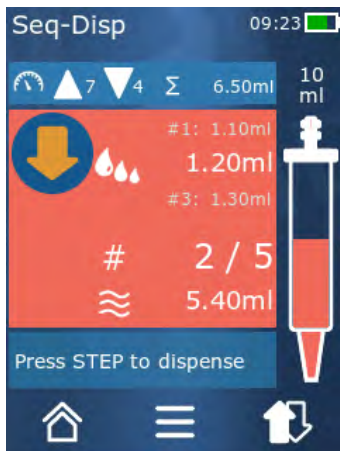 Seq-Disp 09:23
7 4 Σ 6.50ml
10 ml
#1: 1.10ml
1.20ml
#3: 1.30ml
# 2 / 5
5.40ml
Press STEP to dispense